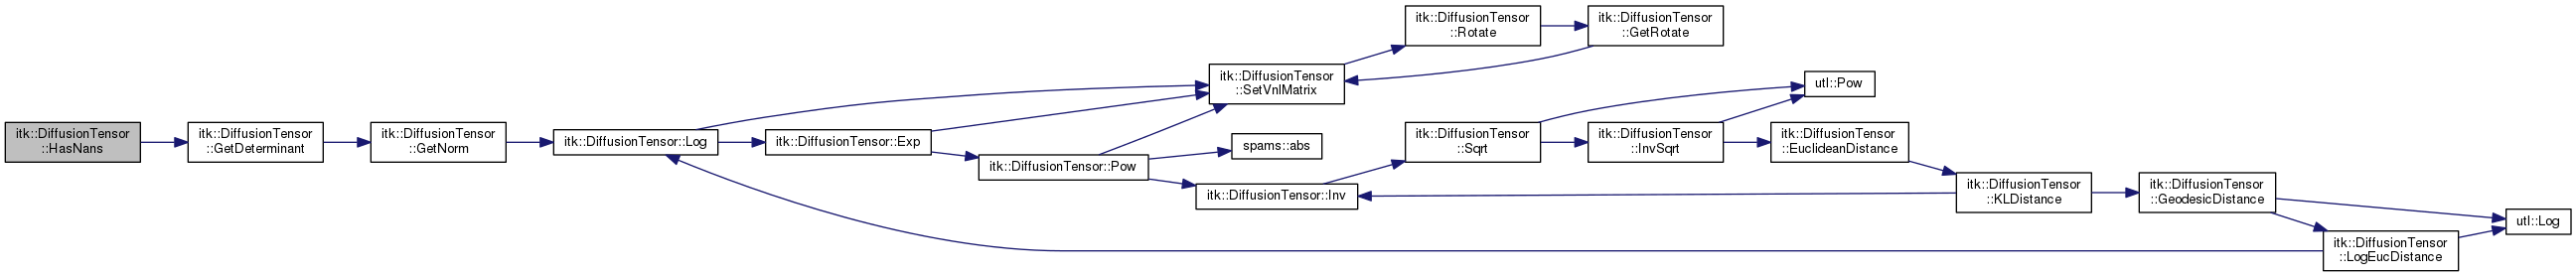 itk::DiffusionTensor
::HasNans
itk::DiffusionTensor
::GetDeterminant
itk::DiffusionTensor
::GetNorm
itk::DiffusionTensor::Log
itk::DiffusionTensor::Exp
itk::DiffusionTensor::Pow
itk::DiffusionTensor
::SetVnlMatrix
spams::abs
itk::DiffusionTensor::Inv
itk::DiffusionTensor
::Rotate
itk::DiffusionTensor
::GetRotate
itk::DiffusionTensor
::Sqrt
itk::DiffusionTensor
::InvSqrt
utl::Pow
itk::DiffusionTensor
::EuclideanDistance
itk::DiffusionTensor
::KLDistance
itk::DiffusionTensor
::GeodesicDistance
itk::DiffusionTensor
::LogEucDistance
utl::Log